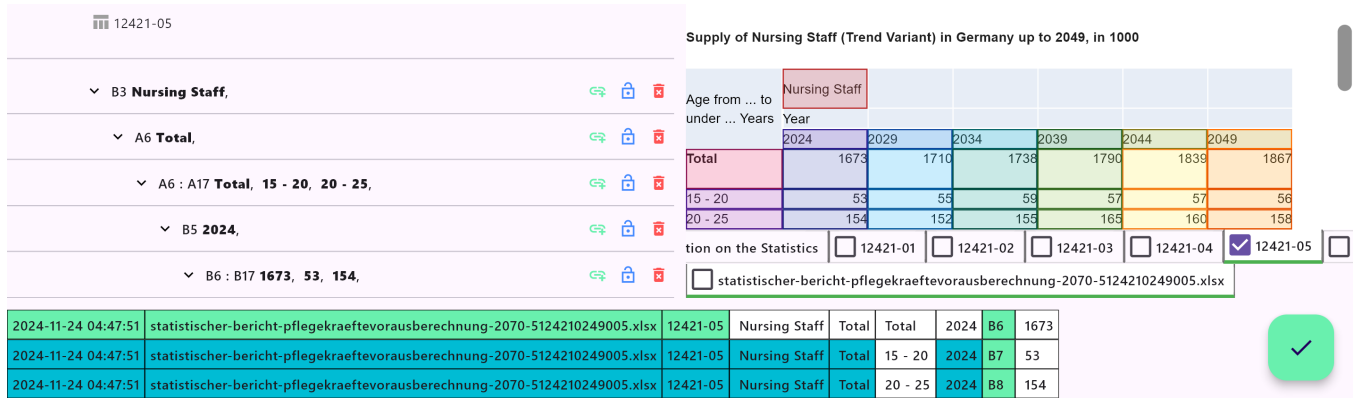 12421-05
B3 Nursing Staff,
A6 Total,
A6 : A17 Total, 15 - 20, 20 - 25,
B5 2024,
B6 : B17 1673, 53, 154,
Supply of Nursing Staff (Trend Variant) in Germany up to 2049, in 1000
Age from ... to under ... Years
Nursing Staff
Year
2024 2029 2034 2039 2044 2049
Total 1673 1710 1738 1790 1839 1867
15 - 20 53 55 59 57 57 56
20 - 25 154 152 155 165 160 158
tion on the Statistics 12421-01 12421-02 12421-03 12421-04 12421-05
statistischer-bericht-pflegekraeftevorausberechnung-2070-5124210249005.xlsx
2024-11-24 04:47:51 statistischer-bericht-pflegekraeftevorausberechnung-2070-5124210249005.xlsx 12421-05 Nursing Staff Total Total 2024 B6 1673
2024-11-24 04:47:51 statistischer-bericht-pflegekraeftevorausberechnung-2070-5124210249005.xlsx 12421-05 Nursing Staff Total 15 - 20 2024 B7 53
2024-11-24 04:47:51 statistischer-bericht-pflegekraeftevorausberechnung-2070-5124210249005.xlsx 12421-05 Nursing Staff Total 20 - 25 2024 B8 154